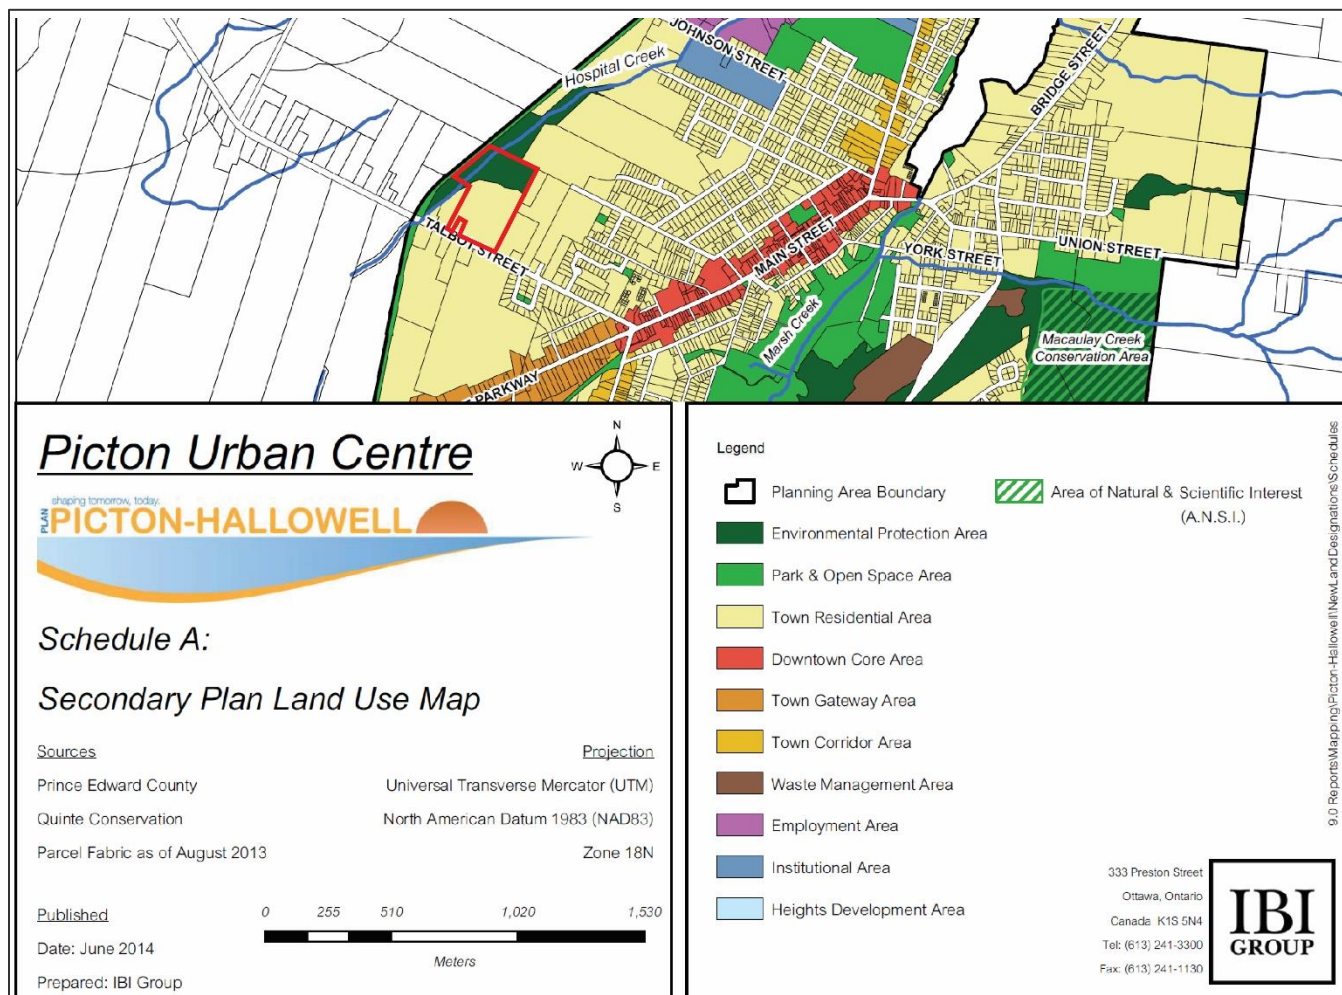 JOHNSON STREET
Hospital Creek
BRIDGE STREET
TALBOT STREET
MAIN STREET
YORK STREET
UNION STREET
Marsh Creek
Macaulay Creek
Conservation Area
PARKWAY
Picton Urban Centre
N
W
E
S
shaping tomorrow, today.
PLAN
PICTON-HALLOWELL
Schedule A:
Secondary Plan Land Use Map
Sources
Projection
Prince Edward County
Universal Transverse Mercator (UTM)
Quinte Conservation
North American Datum 1983 (NAD83)
Parcel Fabric as of August 2013
Zone 18N
Published
Date: June 2014
Prepared: IBI Group
0 255 510 1,020 1,530
Meters
Legend
Planning Area Boundary
Environmental Protection Area
Park & Open Space Area
Town Residential Area
Downtown Core Area
Town Gateway Area
Town Corridor Area
Waste Management Area
Employment Area
Institutional Area
Heights Development Area
Area of Natural & Scientific Interest
(A.N.S.I.)
333 Preston Street
Ottawa, Ontario
Canada K1S 5N4
Tel: (613) 241-3300
Fax: (613) 241-1130
IBI
GROUP
9.0 Reports\Mapping\Picton-Hallowell\NewLandDesignations\Schedules